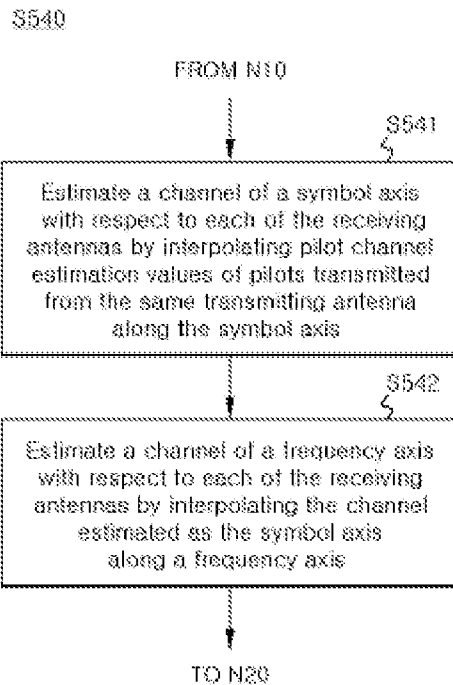 S540
FROM N10
S541
Estimate a channel of a symbol axis
with respect to each of the receiving
antennas by interpolating pilot channel
estimation values of pilots transmitted
from the same transmitting antenna
along the symbol axis
S542
Estimate a channel of a frequency axis
with respect to each of the receiving
antennas by interpolating the channel
estimated as the symbol axis
along a frequency axis
TO N20